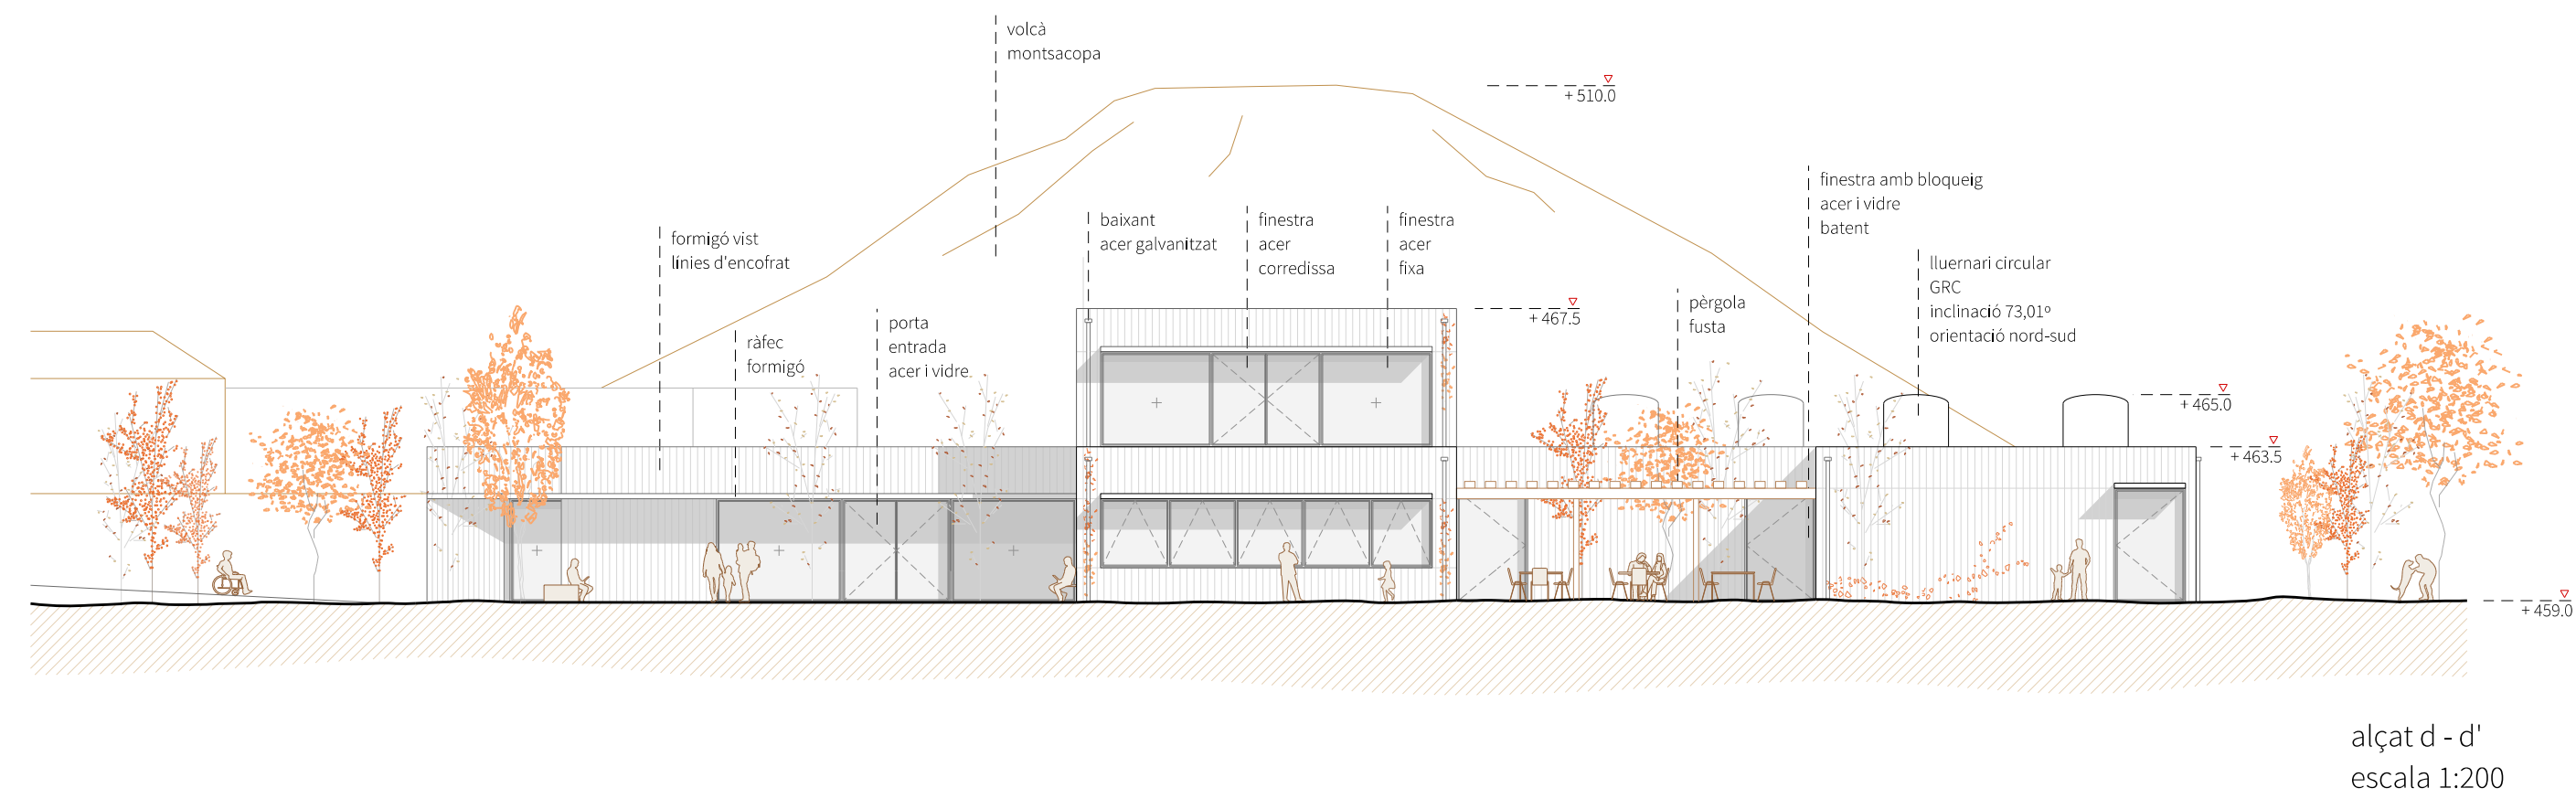 volcà
montsacopa
+ 510.0
finestra amb bloqueig
acer i vidre
batent
baixant
acer galvanitzat
finestra
acer
corredissa
finestra
acer
fixa
formigó vist
línies d'encofrat
lluernari circular
GRC
inclinació 73,01º
orientació nord-sud
pèrgola
fusta
+ 467.5
porta
entrada
acer i vidre
ràfec
formigó
+ 465.0
+ 463.5
+ 459.0
alçat d - d'
escala 1:200